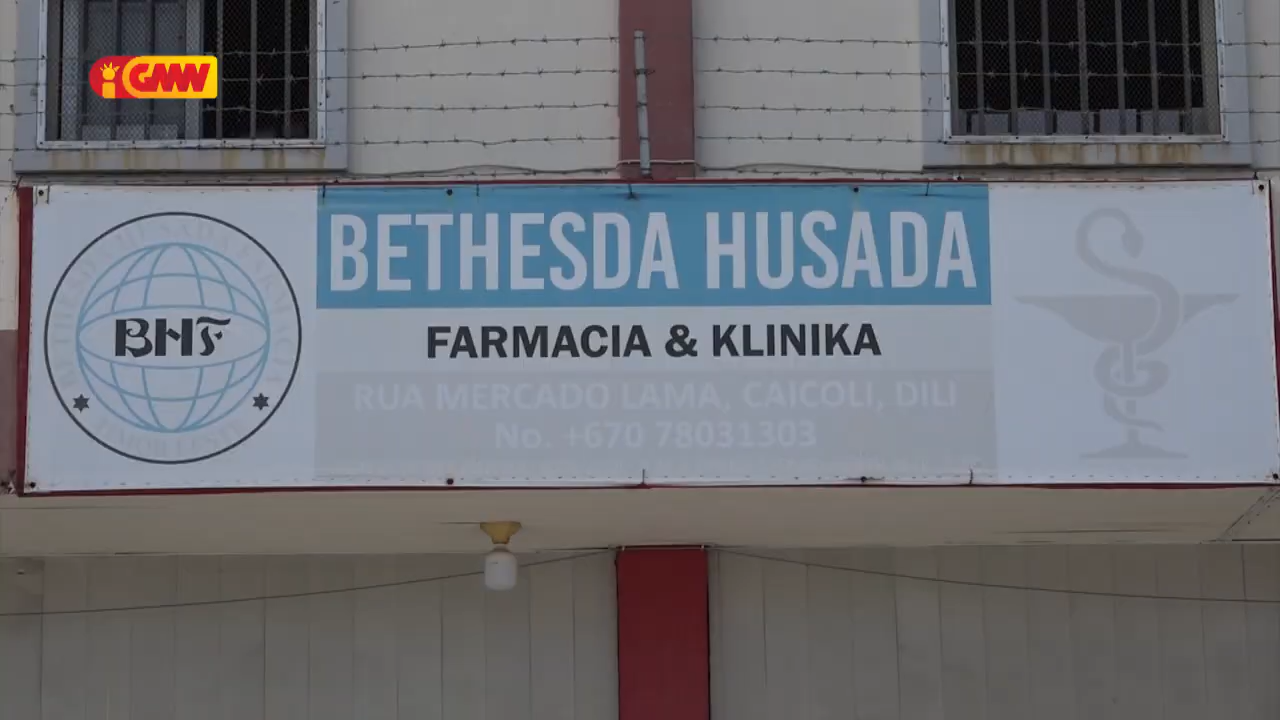 GMW
BETHESDA HUSADA
FARMACIA & KLINIKA
RUA MERCADO LAMA, CAICOLI, DILI
No. +670 78031303
BHF